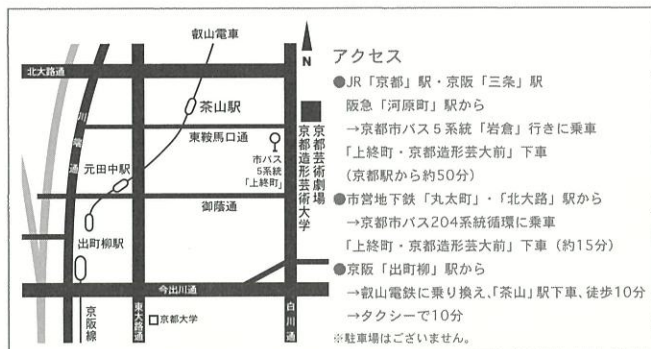 叡山電車
N
北大路通
川端通
茶山駅
東鞍馬口通
元田中駅
市バス
5系統
「上終町」
京都芸術劇場
京都造形芸術大学
御蔭通
出町柳駅
今出川通
京阪線
東大路通
京都大学
白川通
アクセス
●JR「京都」駅・京阪「三条」駅
阪急「河原町」駅から
→京都市バス5系統「岩倉」行きに乗車
「上終町・京都造形芸大前」下車
(京都駅から約50分)
●市営地下鉄「丸太町」・「北大路」駅から
→京都市バス204系統循環に乗車
「上終町・京都造形芸大前」下車(約15分)
●京阪「出町柳」駅から
→叡山電鉄に乗り換え、「茶山」駅下車、徒歩10分
→タクシーで10分
※駐車場はございません。